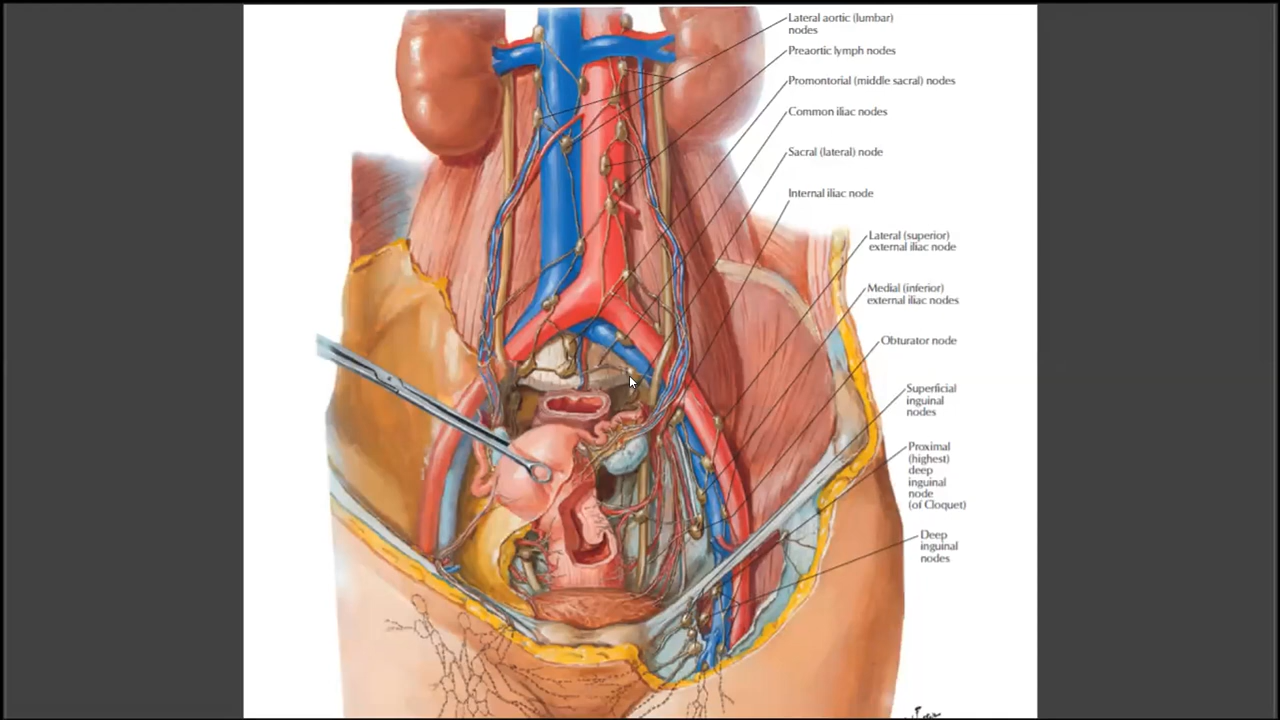 Lateral aortic (lumbar)
nodes
Preaortic lymph nodes
Promontorial (middle sacral) nodes
Common iliac nodes
Sacral (lateral) node
Internal iliac node
Lateral (superior)
external iliac node
Medial (inferior)
external iliac nodes
Obturator node
Superficial
inguinal
nodes
Proximal
(highest)
deep
inguinal
node
(of Cloquet)
Deep
inguinal
nodes